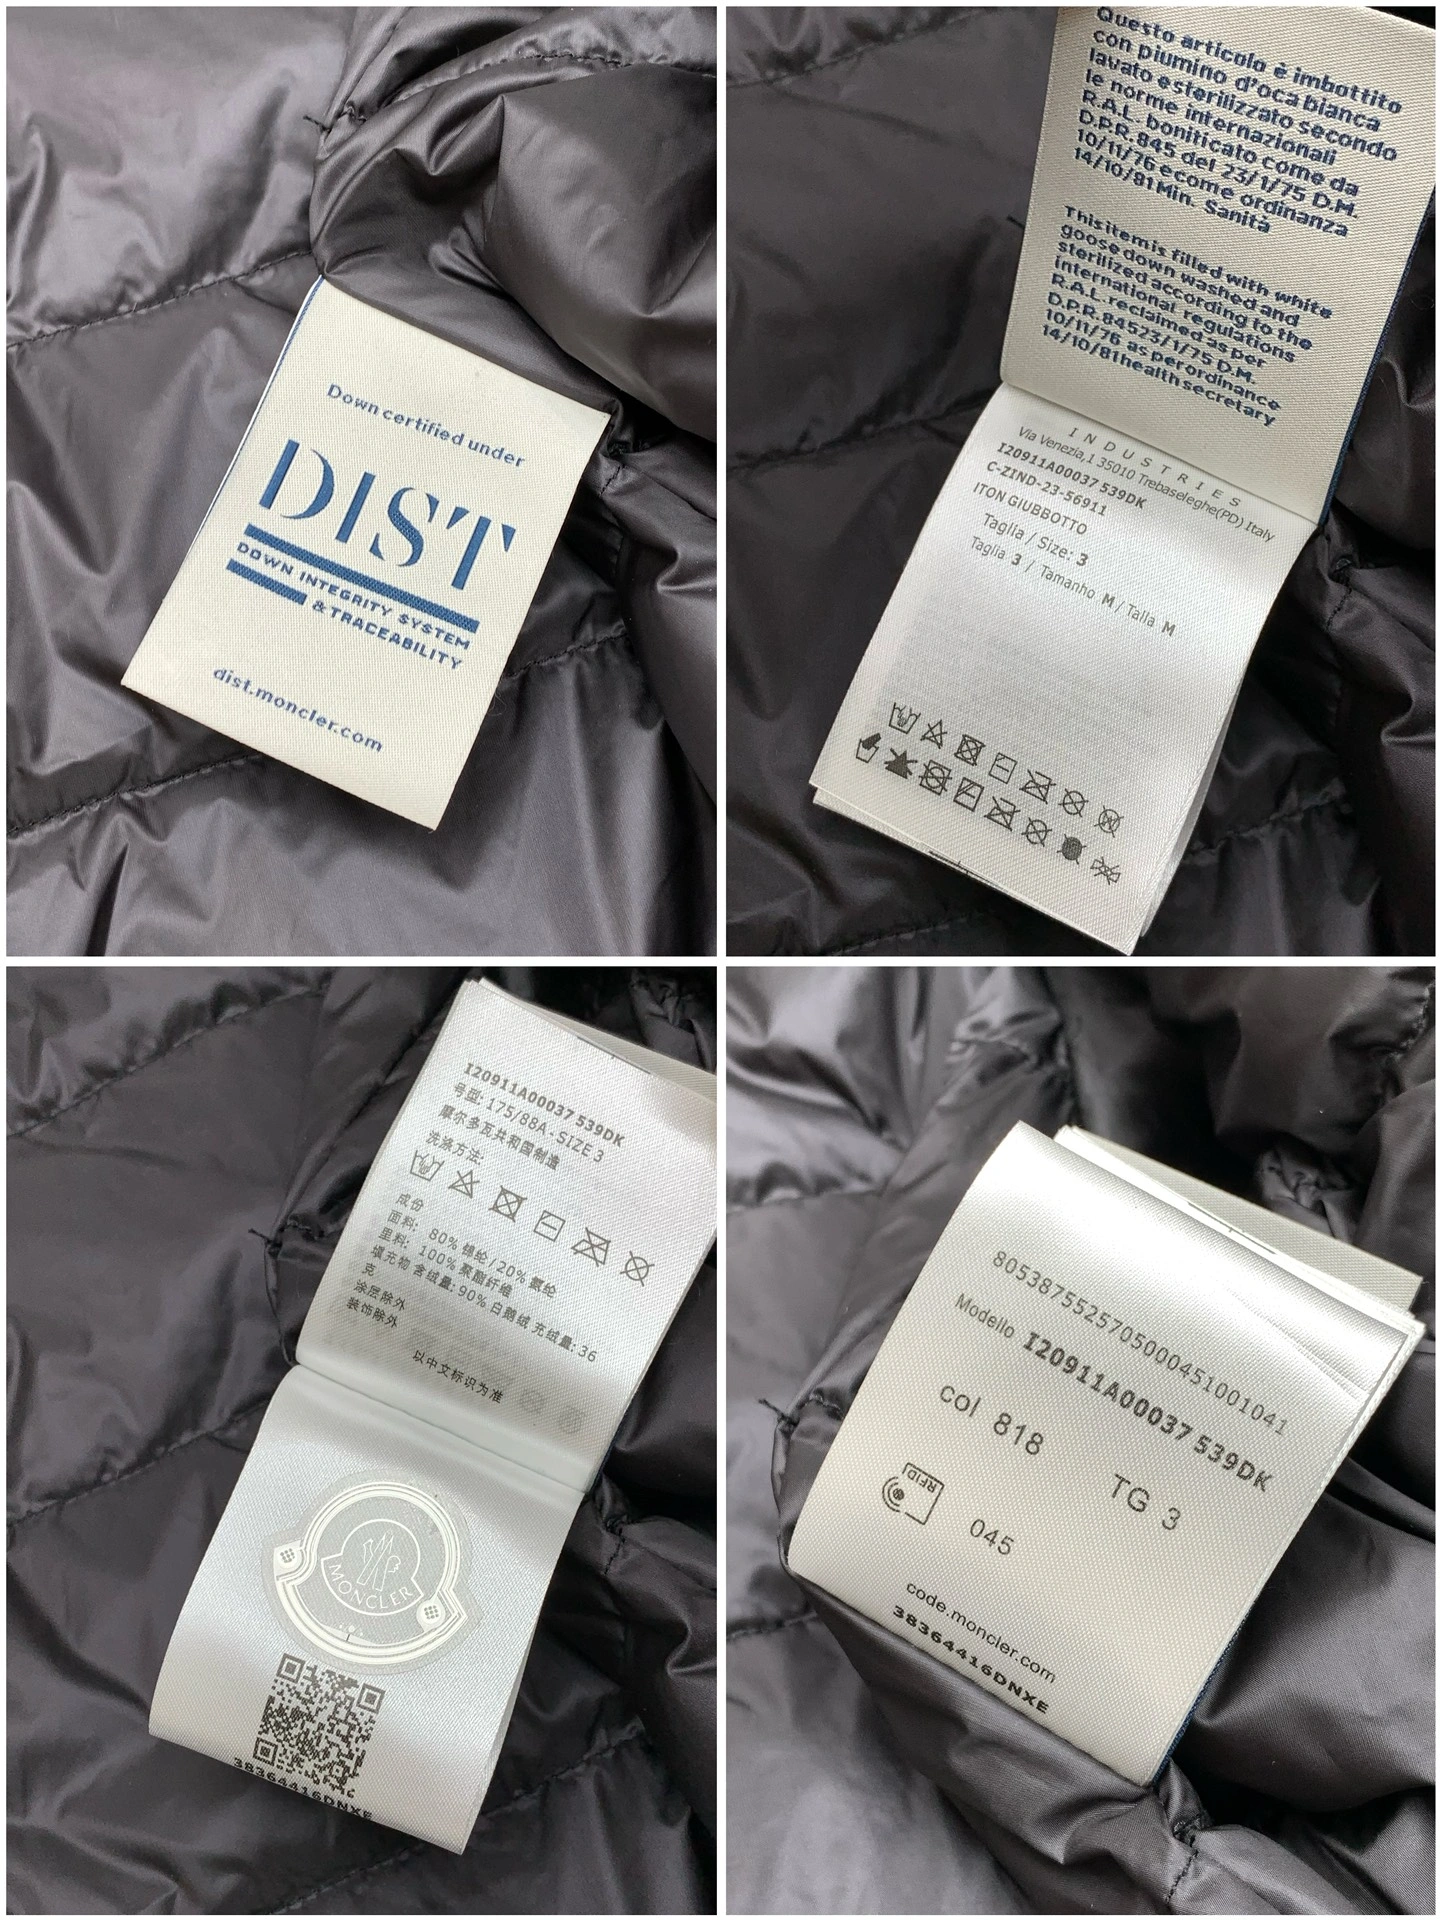 Down certified under
DIST
DOWN INTEGRITY SYSTEM
& TRACEABILITY
dist.moncler.com
Questo articolo è imbottito
con piumino d'oca bianca
lavato e sterilizzato secondo
le norme internazionali
R.A.L. boniticato come da
D.P.R. 845 del 23/1/75 D.M.
10/11/76 e come ordinanza
14/10/81 Min. Sanità
This item is filled with white
goose down washed and
sterilized according to the
international regulations
R.A.L. reclaimed as per
D.P.R. 845 23/1/75 D.M.
10/11/76 as per ordinance
14/10/81 health secretary
INDUSTRIES
Via Venezia,1 35010 Trebaseleghe(PD) Italy
I20911A00037 539DK
C-ZIND-23-56911
ITON GIUBBOTTO
Taglia / Size: 3
Taglia 3 / Tamanho M / Talla M
I20911A00037 539DK
号型: 175/88A · SIZE 3
摩尔多瓦共和国制造
洗涤方法:
成份
面料: 80% 锦纶 / 20% 氨纶
里料: 100% 聚酯纤维
填充物 含绒量: 90% 白鹅绒 充绒量: 36
克
涂层除外
装饰除外
以中文标识为准
MONCLER
38364416DNXE
8053875525705000451001041
Modello I20911A00037 539DK
col 818
TG 3
RFID
045
code.moncler.com
38364416DNXE